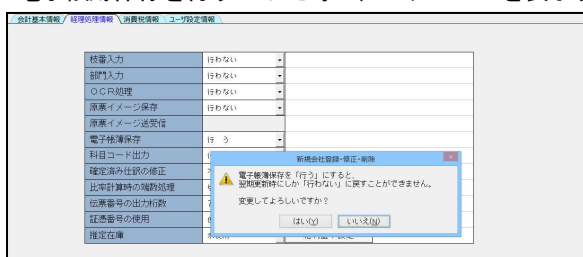 会計基本情報 経理処理情報 消費税情報 ユーザ設定情報
枝番入力 行わない
部門入力 行わない
OCR処理 行わない
原票イメージ保存 行わない
原票イメージ送受信
電子帳簿保存 行 う
科目コード出力
確定済み仕訳の修正
比率計算時の端数処理
伝票番号の出力桁数
証憑番号の使用
推定在庫
新規会社登録・修正・削除
電子帳簿保存を「行う」にすると、
翌期更新時にしか「行わない」に戻すことができません。
変更してよろしいですか?
はい(Y) いいえ(N)